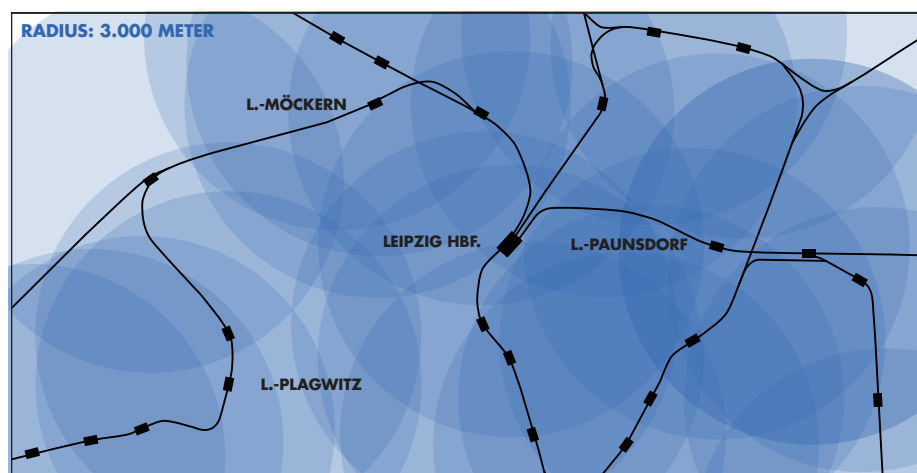 RADIUS: 3.000 METER
L.-MÖCKERN
LEIPZIG HBF.
L.-PAUNSDORF
L.-PLAGWITZ